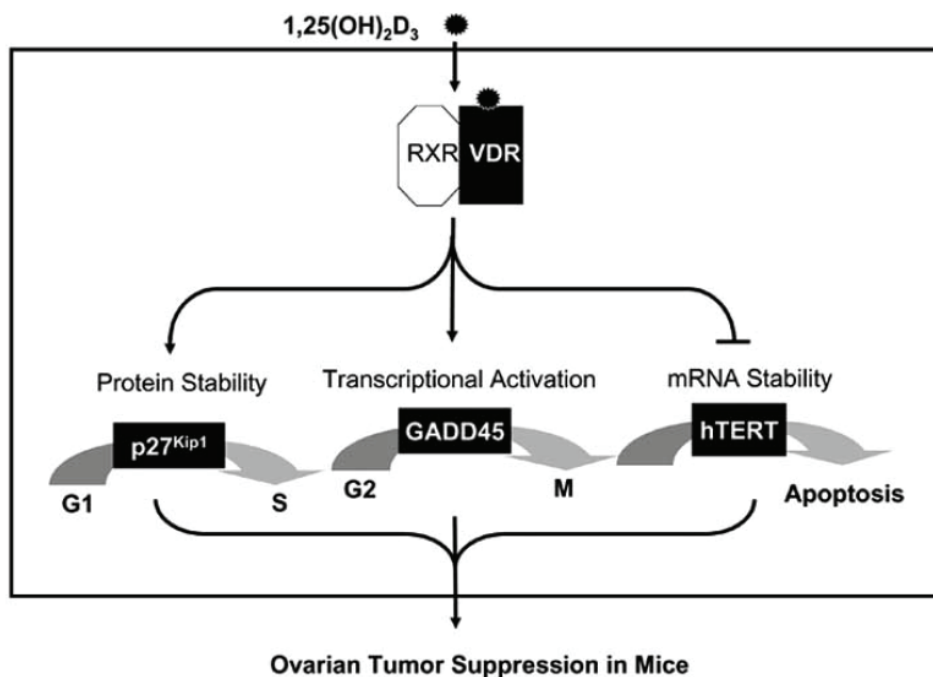 1,25(OH)₂D₃
RXR VDR
Protein Stability Transcriptional Activation mRNA Stability
p27ᴷⁱᵖ¹ GADD45 hTERT
G1 S G2 M Apoptosis
Ovarian Tumor Suppression in Mice